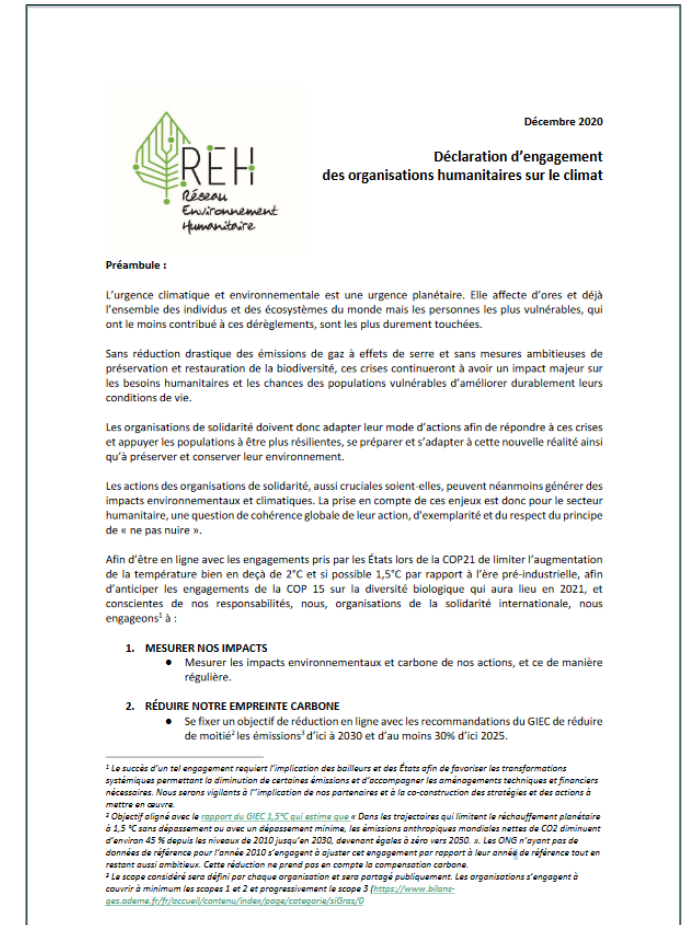 REH
Réseau
Environnement
Humanitaire
Décembre 2020
Déclaration d'engagement
des organisations humanitaires sur le climat
Préambule :
L'urgence climatique et environnementale est une urgence planétaire. Elle affecte d'ores et déjà
l'ensemble des individus et des écosystèmes du monde mais les personnes les plus vulnérables, qui
ont le moins contribué à ces dérèglements, sont les plus durement touchées.
Sans réduction drastique des émissions de gaz à effets de serre et sans mesures ambitieuses de
préservation et restauration de la biodiversité, ces crises continueront à avoir un impact majeur sur
les besoins humanitaires et les chances des populations vulnérables d'améliorer durablement leurs
conditions de vie.
Les organisations de solidarité doivent donc adapter leur mode d'actions afin de répondre à ces crises
et appuyer les populations à être plus résilientes, se préparer et s'adapter à cette nouvelle réalité ainsi
qu'à préserver et conserver leur environnement.
Les actions des organisations de solidarité, aussi cruciales soient-elles, peuvent néanmoins générer des
impacts environnementaux et climatiques. La prise en compte de ces enjeux est donc pour le secteur
humanitaire, une question de cohérence globale de leur action, d'exemplarité et du respect du principe
de « ne pas nuire ».
Afin d'être en ligne avec les engagements pris par les États lors de la COP21 de limiter l'augmentation
de la température bien en deçà de 2°C et si possible 1,5°C par rapport à l'ère pré-industrielle, afin
d'anticiper les engagements de la COP 15 sur la diversité biologique qui aura lieu en 2021, et
conscientes de nos responsabilités, nous, organisations de la solidarité internationale, nous
engageons¹ à :
1. MESURER NOS IMPACTS
● Mesurer les impacts environnementaux et carbone de nos actions, et ce de manière
régulière.
2. RÉDUIRE NOTRE EMPREINTE CARBONE
● Se fixer un objectif de réduction en ligne avec les recommandations du GIEC de réduire
de moitié² les émissions³ d'ici à 2030 et d'au moins 30% d'ici 2025.
¹ Le succès d'un tel engagement requiert l'implication des bailleurs et des États afin de favoriser les transformations
systémiques permettant la diminution de certaines émissions et d'accompagner les aménagements techniques et financiers
nécessaires. Nous serons vigilants à l''implication de nos partenaires et à la co-construction des stratégies et des actions à
mettre en œuvre.
² Objectif aligné avec le rapport du GIEC 1,5°C qui estime que « Dans les trajectoires qui limitent le réchauffement planétaire
à 1,5 °C sans dépassement ou avec un dépassement minime, les émissions anthropiques mondiales nettes de CO2 diminuent
d'environ 45 % depuis les niveaux de 2010 jusqu'en 2030, devenant égales à zéro vers 2050. ». Les ONG n'ayant pas de
données de référence pour l'année 2010 s'engagent à ajuster cet engagement par rapport à leur année de référence tout en
restant aussi ambitieux. Cette réduction ne prend pas en compte la compensation carbone.
³ Le scope considéré sera défini par chaque organisation et sera partagé publiquement. Les organisations s'engagent à
couvrir à minimum les scopes 1 et 2 et progressivement le scope 3 (https://www.bilans-
ges.ademe.fr/fr/accueil/contenu/index/page/categorie/siGras/0